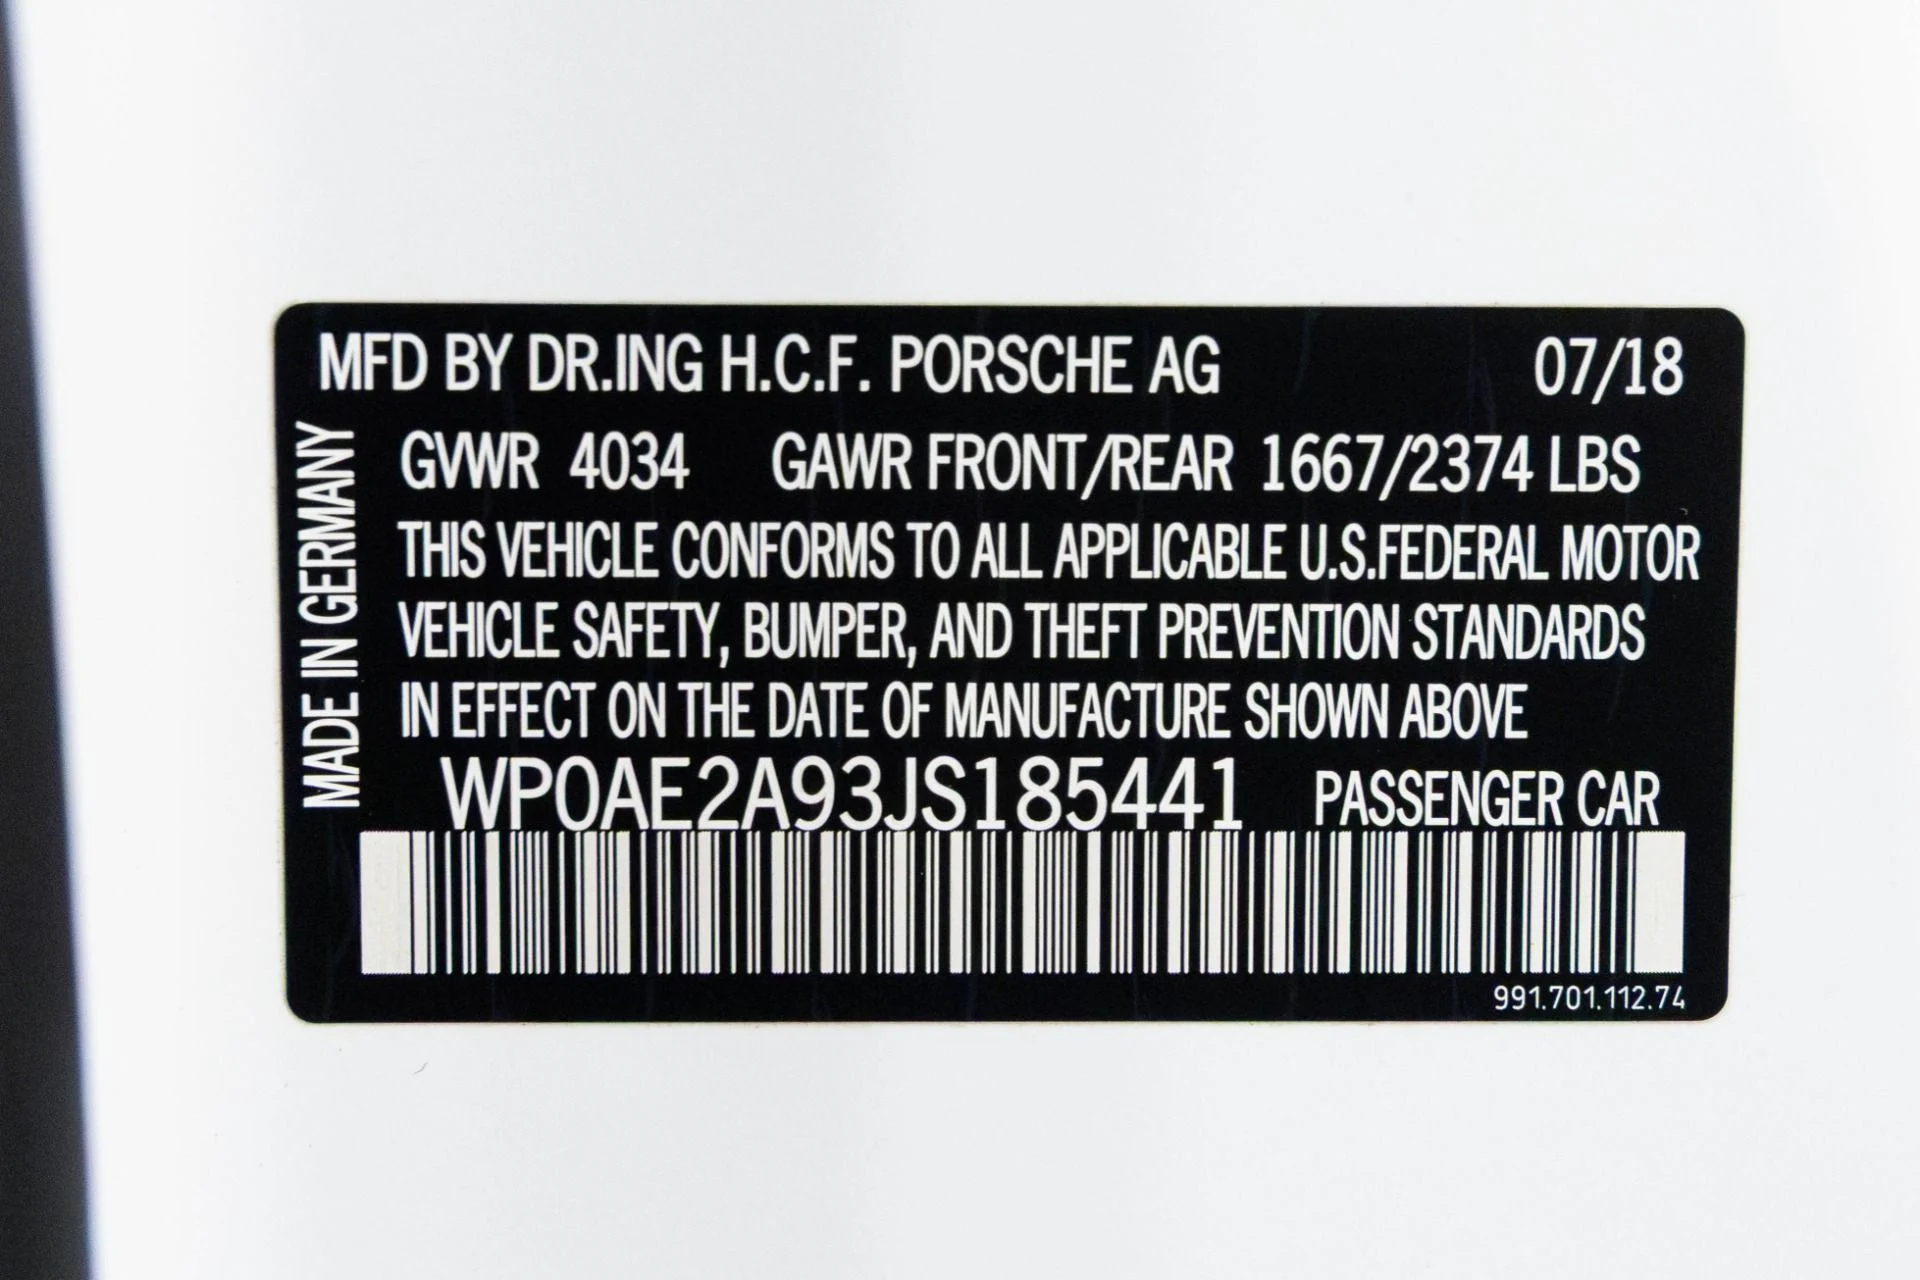 MFD BY DR.ING H.C.F. PORSCHE AG 07/18
GVWR 4034 GAWR FRONT/REAR 1667/2374 LBS
THIS VEHICLE CONFORMS TO ALL APPLICABLE U.S.FEDERAL MOTOR
VEHICLE SAFETY, BUMPER, AND THEFT PREVENTION STANDARDS
IN EFFECT ON THE DATE OF MANUFACTURE SHOWN ABOVE
WP0AE2A93JS185441 PASSENGER CAR
991.701.112.74
MADE IN GERMANY